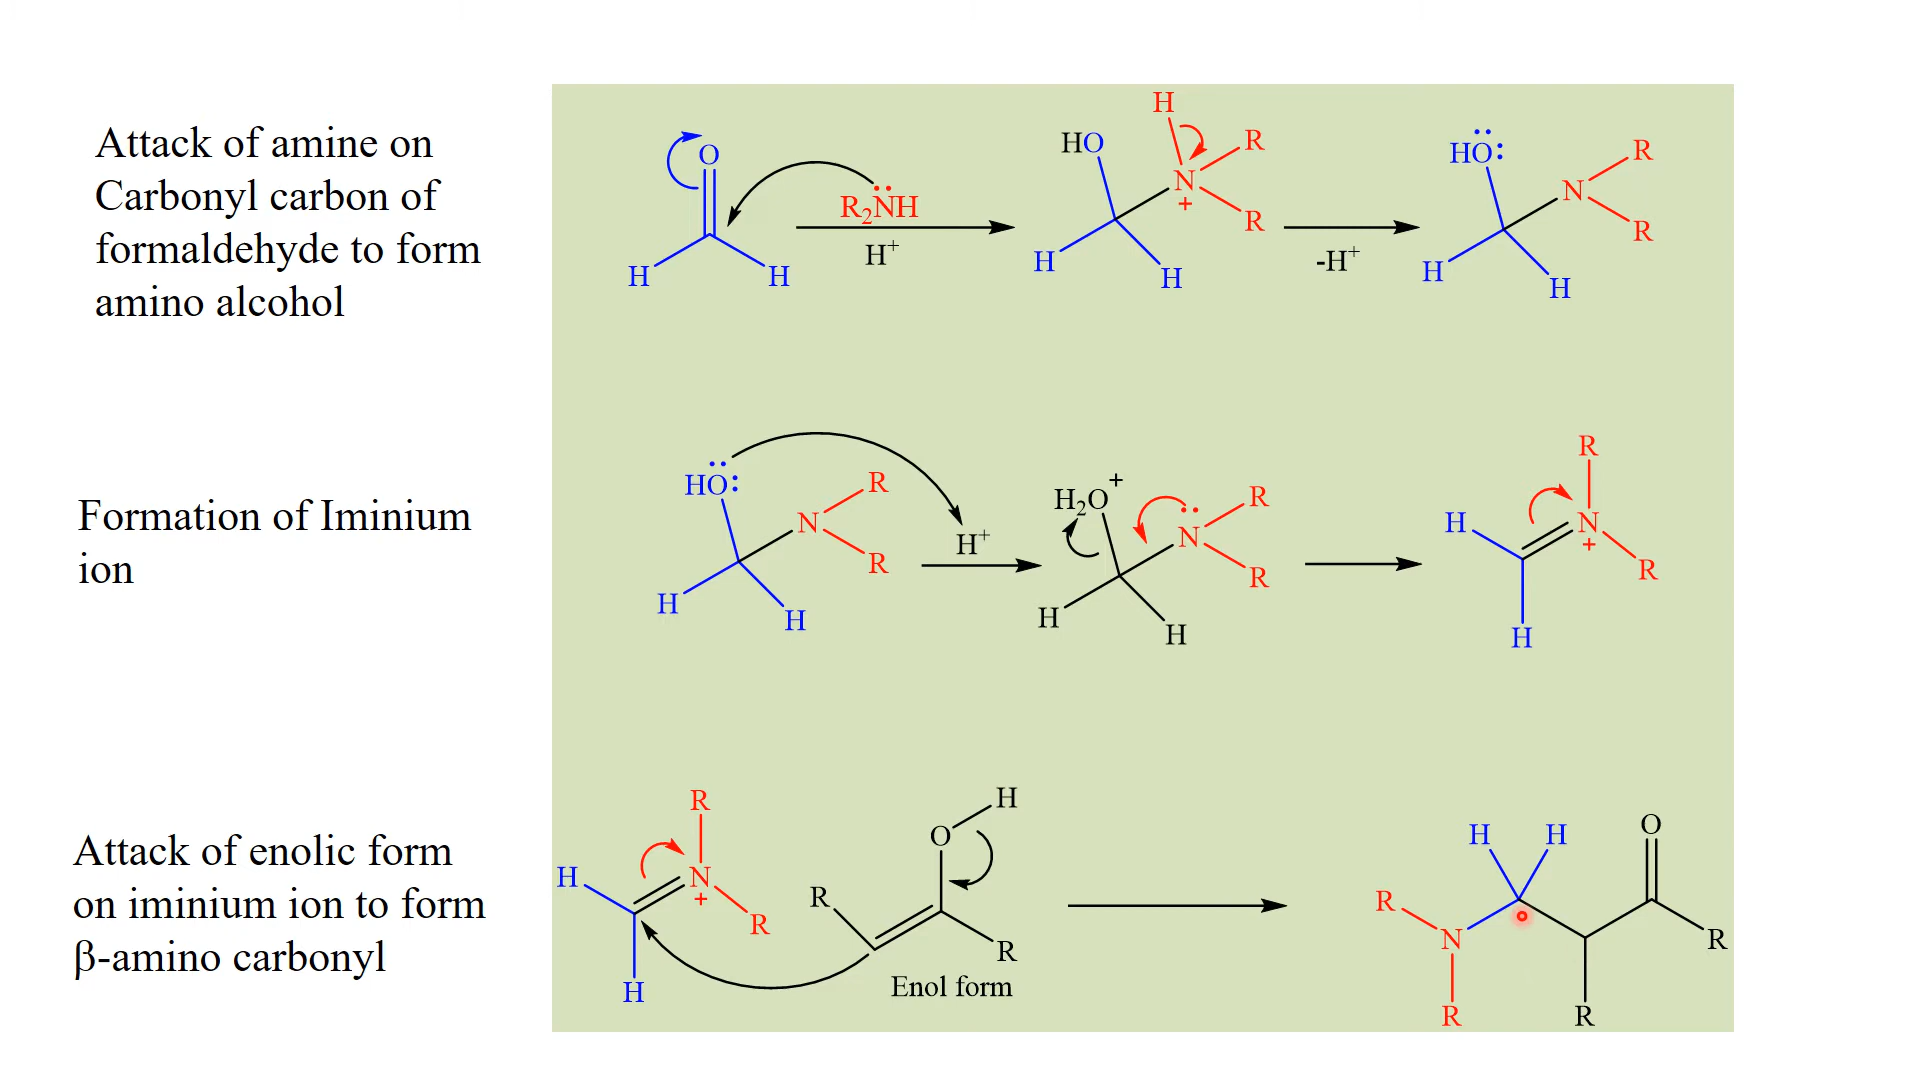 Attack of amine on
Carbonyl carbon of
formaldehyde to form
amino alcohol
O
H
H
R₂NH
H⁺
H
HO
N
+
R
R
H
H
-H⁺
HO
N
R
R
H
H
Formation of Iminium
ion
HO
N
R
R
H
H
H⁺
H₂O
+
N
R
R
H
H
R
H
N
+
R
H
Attack of enolic form
on iminium ion to form
β-amino carbonyl
R
H
N
+
R
H
H
O
R
R
Enol form
H
H
O
R
N
R
R
R